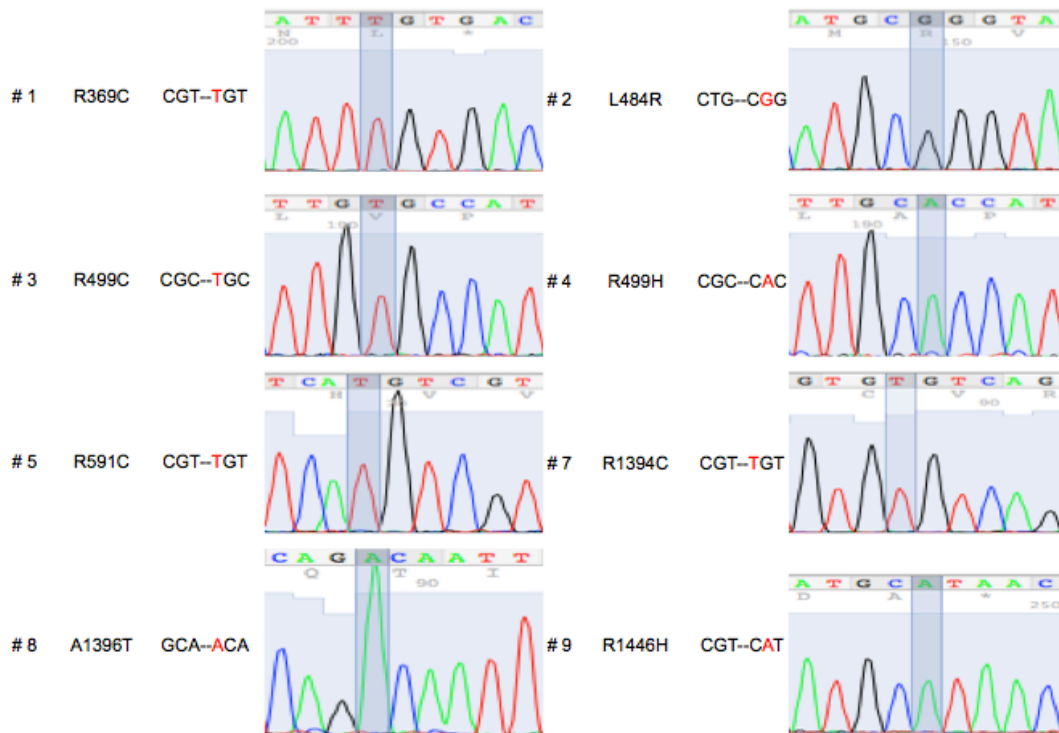 A T T T G T G A C
N L *
200
# 1 R369C CGT--TGT
A T G C G G G T A
M R V
150
# 2 L484R CTG--CGG
T T G T G C C A T
L V P
190
# 3 R499C CGC--TGC
T T G C A C C A T
L A P
190
# 4 R499H CGC--CAC
T C A T G T C G T
H V V
# 5 R591C CGT--TGT
G T G T G T C A G
C V R
90
# 7 R1394C CGT--TGT
C A G A C A A T T
Q T I
90
# 8 A1396T GCA--ACA
A T G C A T A A C
D A *
250
# 9 R1446H CGT--CAT